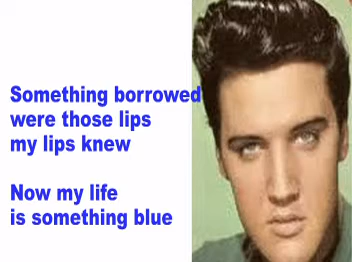 Something borrowed
were those lips
my lips knew
Now my life
is something blue